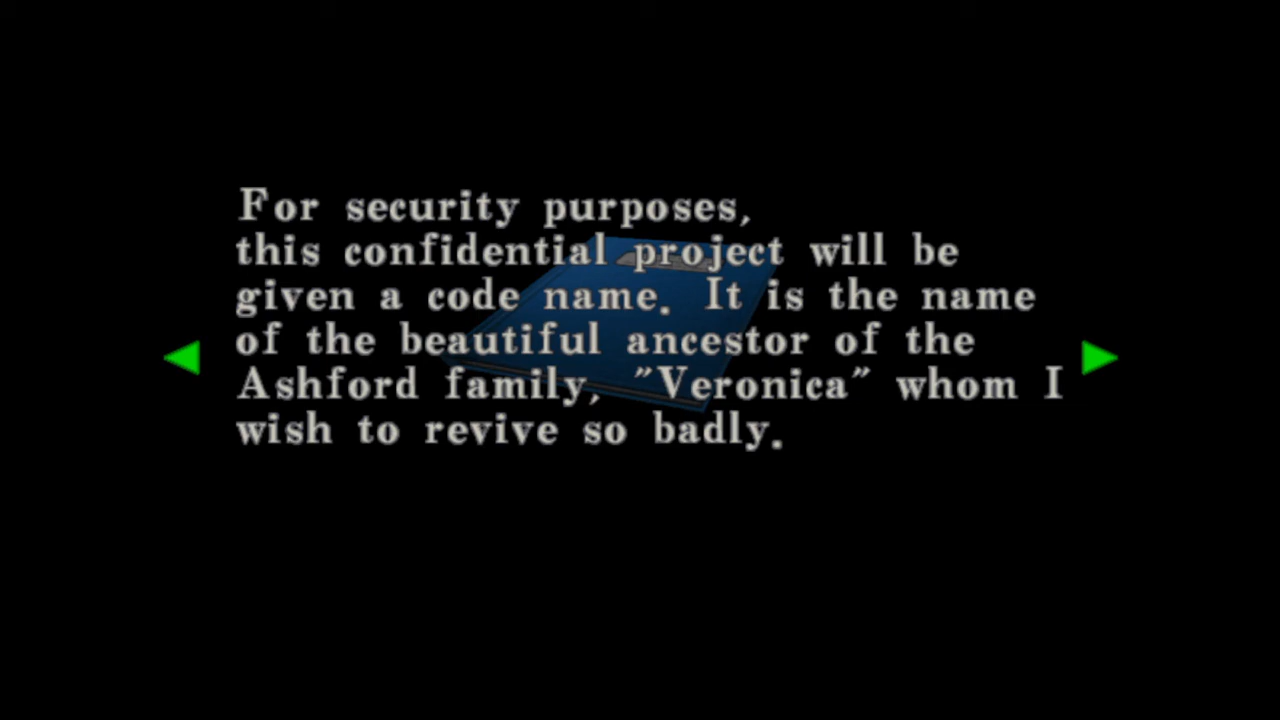 For security purposes,
this confidential project will be
given a code name. It is the name
of the beautiful ancestor of the
Ashford family, "Veronica" whom I
wish to revive so badly.